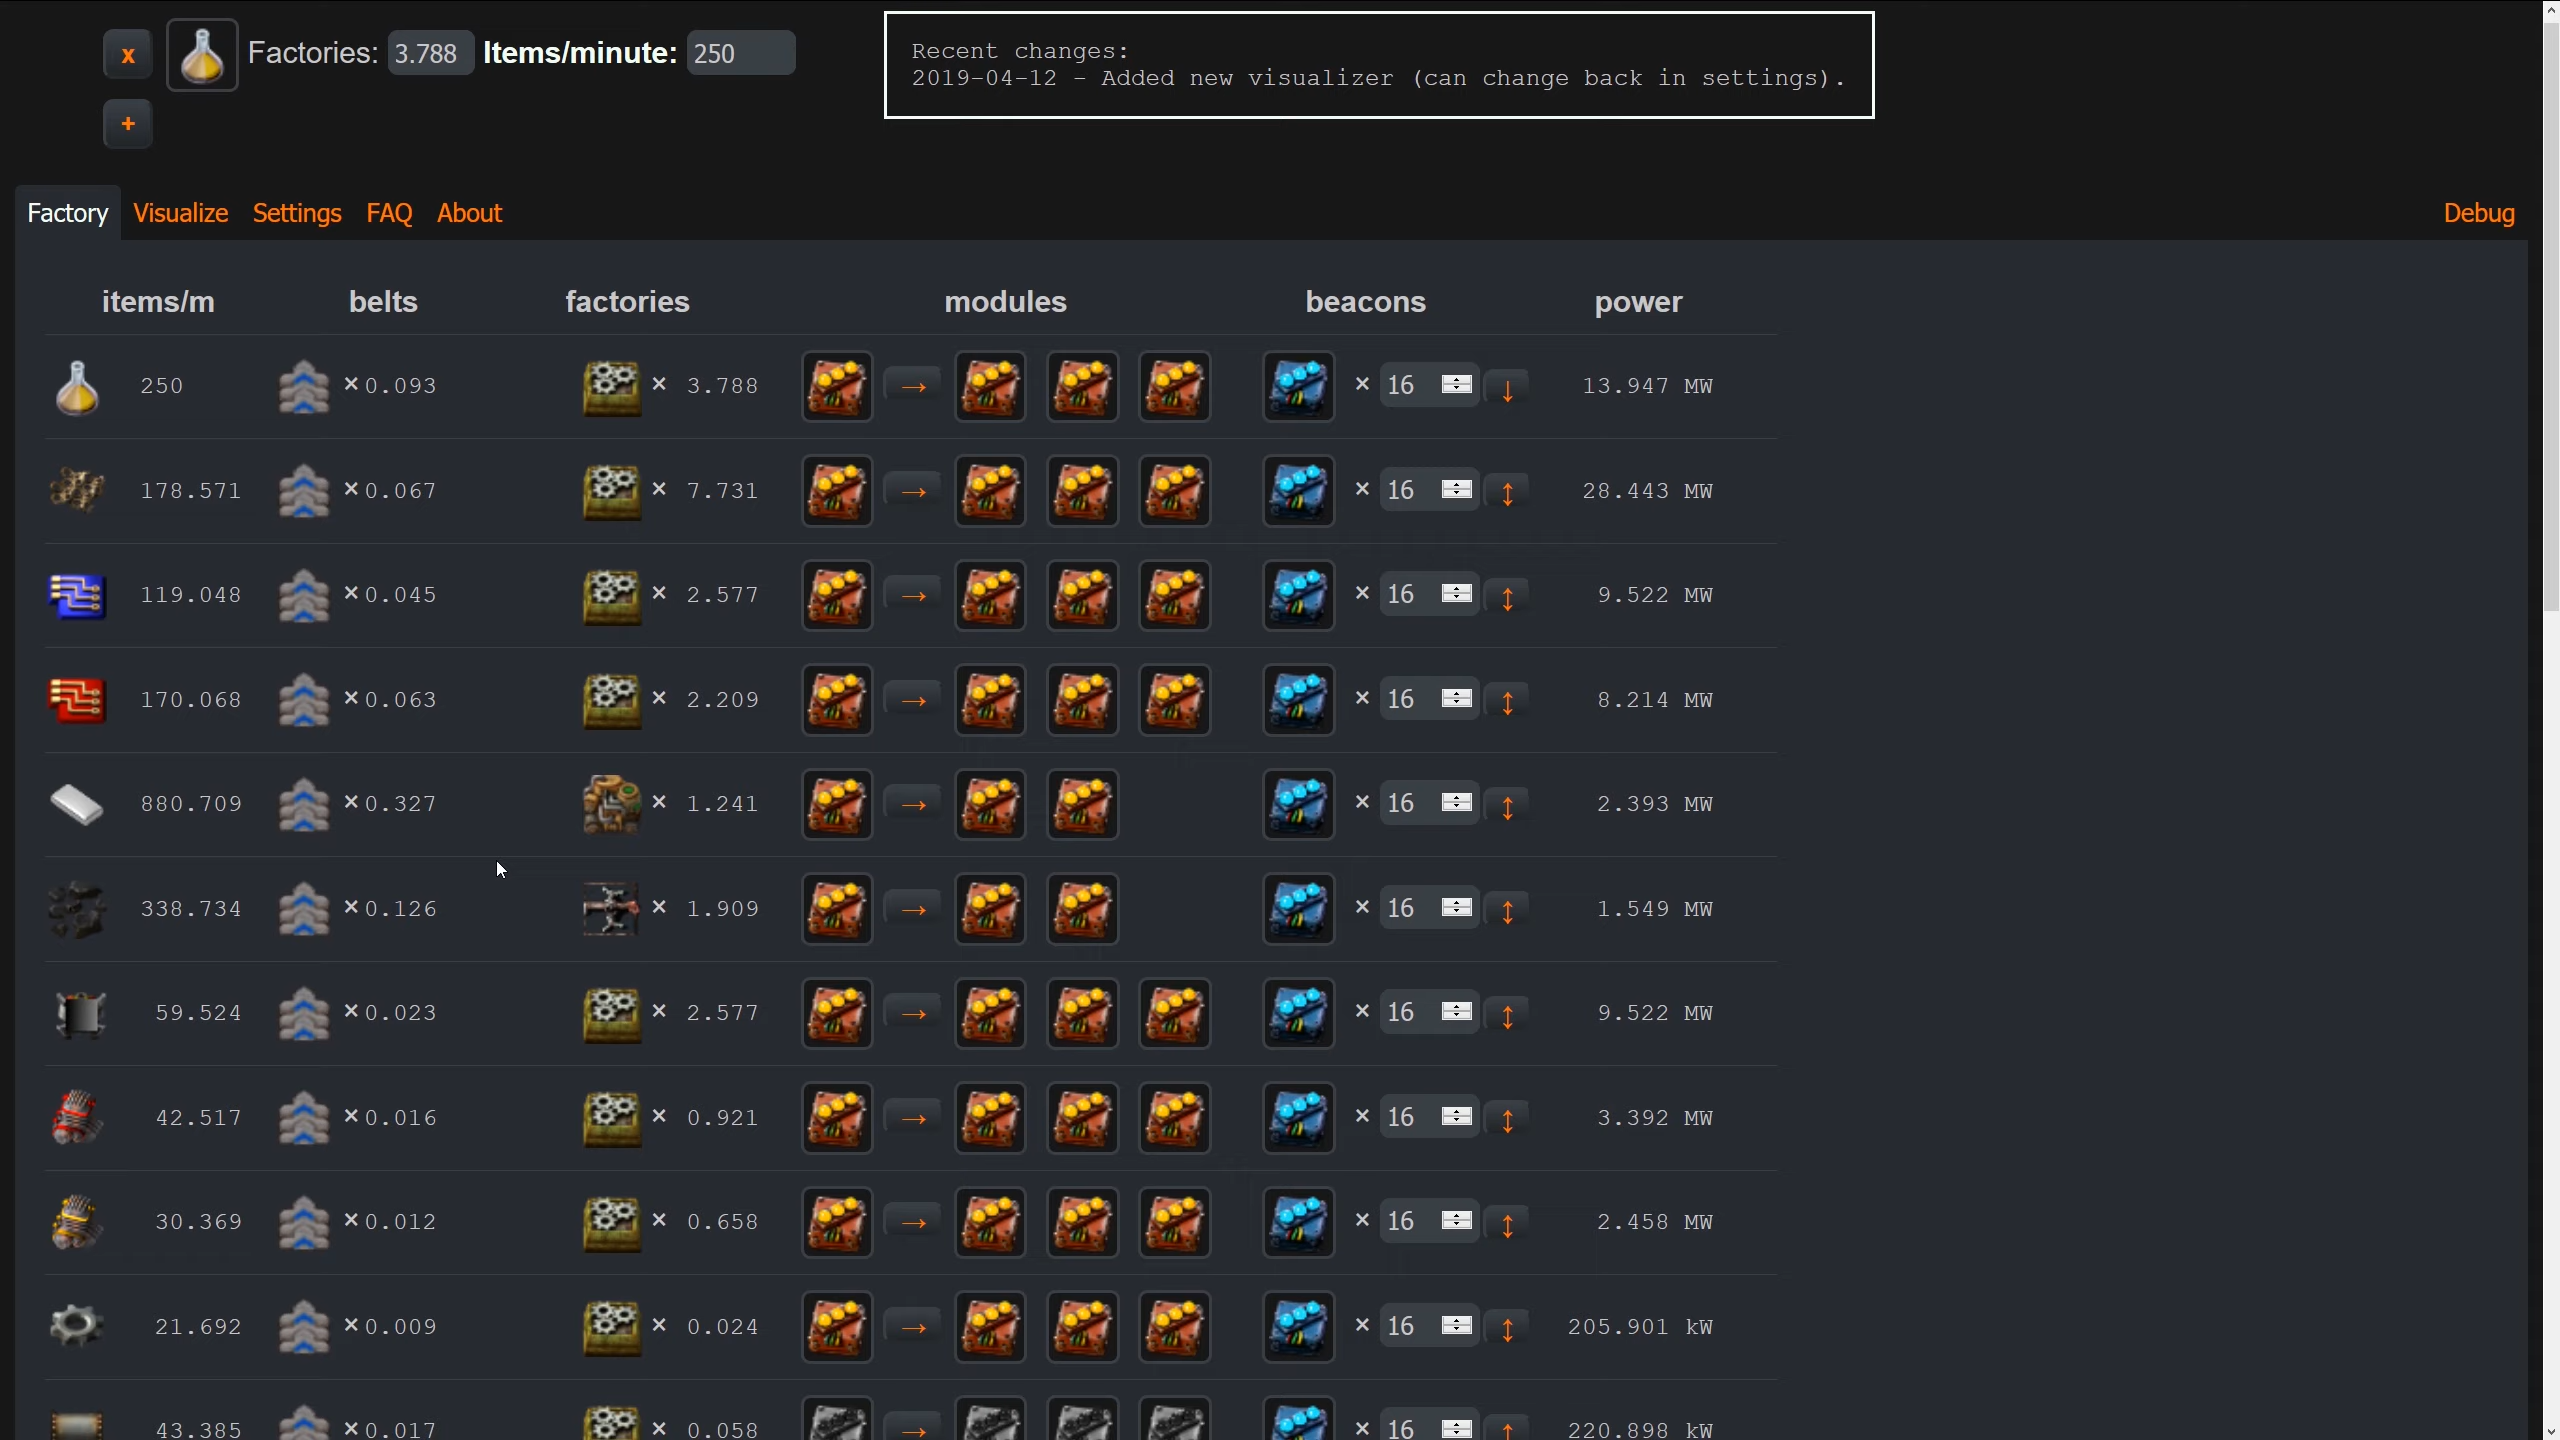 x Factories: 3.788 Items/minute: 250
+
Recent changes:
2019-04-12 - Added new visualizer (can change back in settings).
Factory Visualize Settings FAQ About Debug
items/m belts factories modules beacons power
250 × 0.093 × 3.788 → × 16 ↓ 13.947 MW
178.571 × 0.067 × 7.731 → × 16 ↕ 28.443 MW
119.048 × 0.045 × 2.577 → × 16 ↕ 9.522 MW
170.068 × 0.063 × 2.209 → × 16 ↕ 8.214 MW
880.709 × 0.327 × 1.241 → × 16 ↕ 2.393 MW
338.734 × 0.126 × 1.909 → × 16 ↕ 1.549 MW
59.524 × 0.023 × 2.577 → × 16 ↕ 9.522 MW
42.517 × 0.016 × 0.921 → × 16 ↕ 3.392 MW
30.369 × 0.012 × 0.658 → × 16 ↕ 2.458 MW
21.692 × 0.009 × 0.024 → × 16 ↕ 205.901 kW
43.385 × 0.017 × 0.058 → × 16 ↕ 220.898 kW